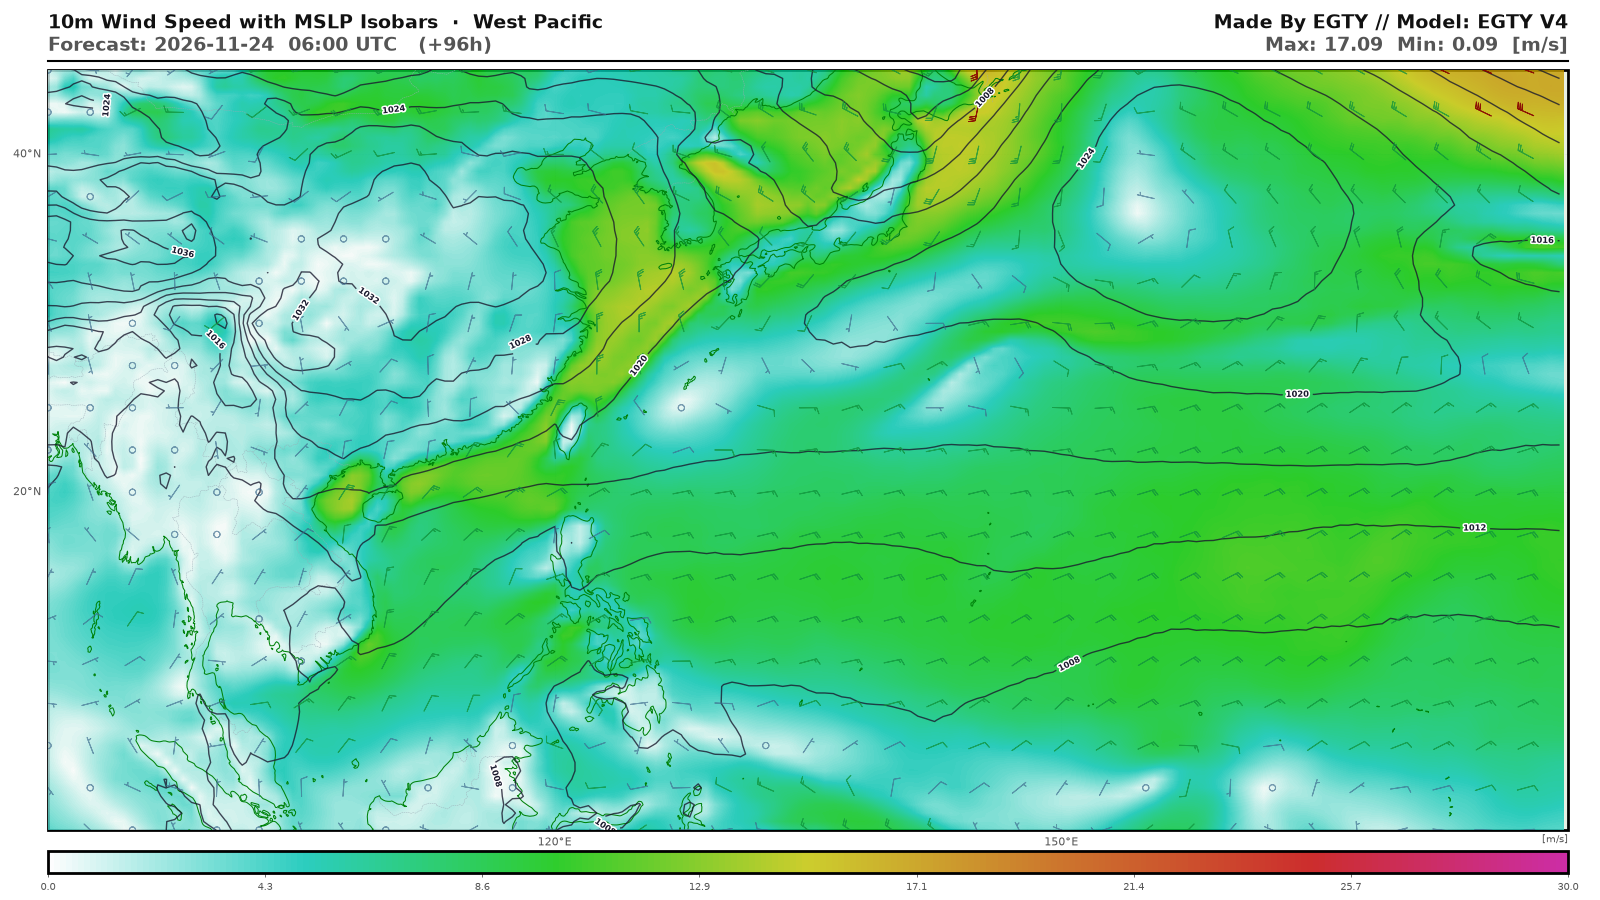 10m Wind Speed with MSLP Isobars · West Pacific
Made By EGTY // Model: EGTY V4
Forecast: 2026-11-24 06:00 UTC (+96h)
Max: 17.09 Min: 0.09 [m/s]
1024
1024
1008
40°N
1024
1036
1016
1032
1032
1016
1028
1020
1020
20°N
1012
1008
1008
120°E
150°E
[m/s]
0.0
4.3
8.6
12.9
17.1
21.4
25.7
30.0